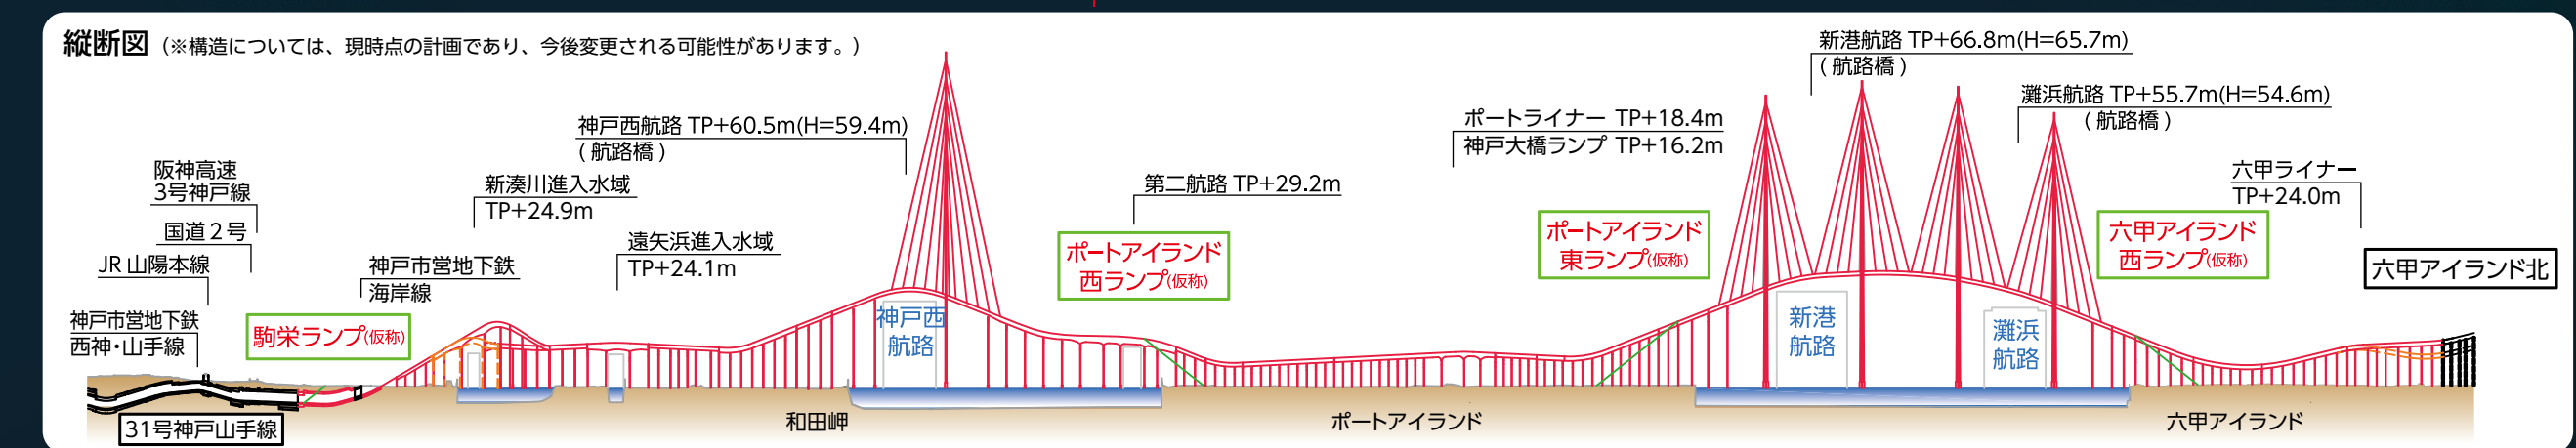 縦断図（※構造については、現時点の計画であり、今後変更される可能性があります。）
新港航路 TP+66.8m(H=65.7m)
( 航路橋 )
灘浜航路 TP+55.7m(H=54.6m)
( 航路橋 )
神戸西航路 TP+60.5m(H=59.4m)
( 航路橋 )
ポートライナー TP+18.4m
神戸大橋ランプ TP+16.2m
阪神高速
3号神戸線
新湊川進入水域
TP+24.9m
第二航路 TP+29.2m
六甲ライナー
TP+24.0m
国道２号
遠矢浜進入水域
TP+24.1m
ポートアイランド
西ランプ(仮称)
ポートアイランド
東ランプ(仮称)
六甲アイランド
西ランプ(仮称)
六甲アイランド北
JR 山陽本線
神戸市営地下鉄
海岸線
神戸市営地下鉄
西神・山手線
駒栄ランプ(仮称)
神戸西
航路
新港
航路
灘浜
航路
31号神戸山手線
和田岬
ポートアイランド
六甲アイランド